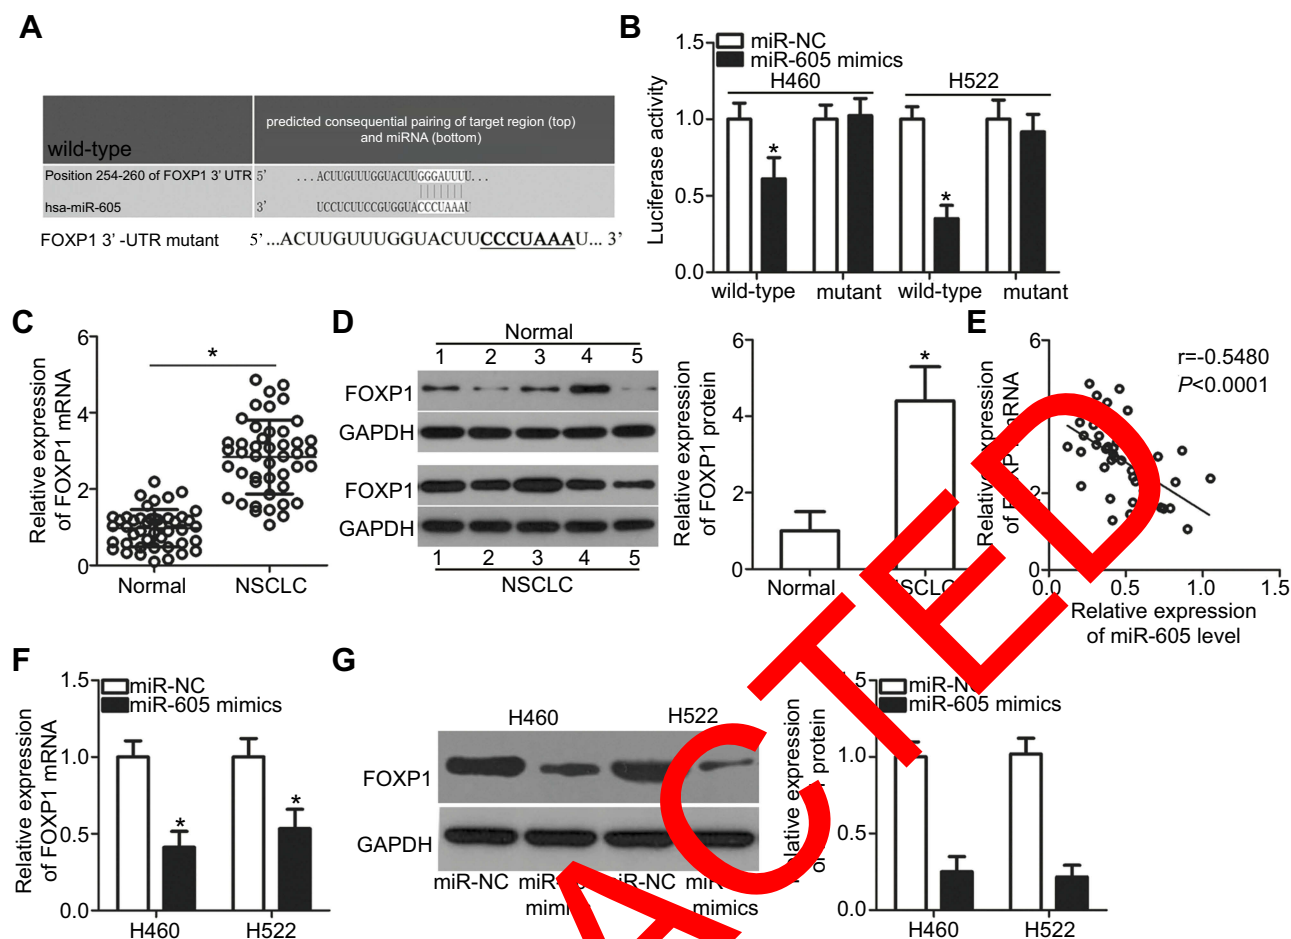 A
wild-type
predicted consequential pairing of target region (top)
and miRNA (bottom)
Position 254-260 of FOXP1 3’ UTR 5’ ...ACUUGUUUGGUACUUGGGAUUUU...
hsa-miR-605 3’ UCCUCUUCCGUGGUACCCUAAAU
FOXP1 3’-UTR mutant 5’...ACUUGUUUGGUACUUCCCUAAAU... 3’
B
miR-NC
miR-605 mimics
H460 H522
Luciferase activity
1.5
1.0
0.5
0.0
* *
wild-type mutant wild-type mutant
C
Relative expression
of FOXP1 mRNA
6
4
2
0
*
Normal NSCLC
D
Normal
1 2 3 4 5
FOXP1
GAPDH
FOXP1
GAPDH
1 2 3 4 5
NSCLC
Relative expression
of FOXP1 protein
6
4
2
0
*
Normal
E
r=-0.5480
P<0.0001
Relative expression
6
2
0
0.0 0.5 1.0 1.5
Relative expression
of miR-605 level
F
miR-NC
miR-605 mimics
Relative expression
of FOXP1 mRNA
1.5
1.0
0.5
0.0
* *
H460 H522
G
H460 H522
FOXP1
GAPDH
miR-NC
mimics
expression
protein
miR-605 mimics
1.0
0.5
0.0
H460 H522
ACTED